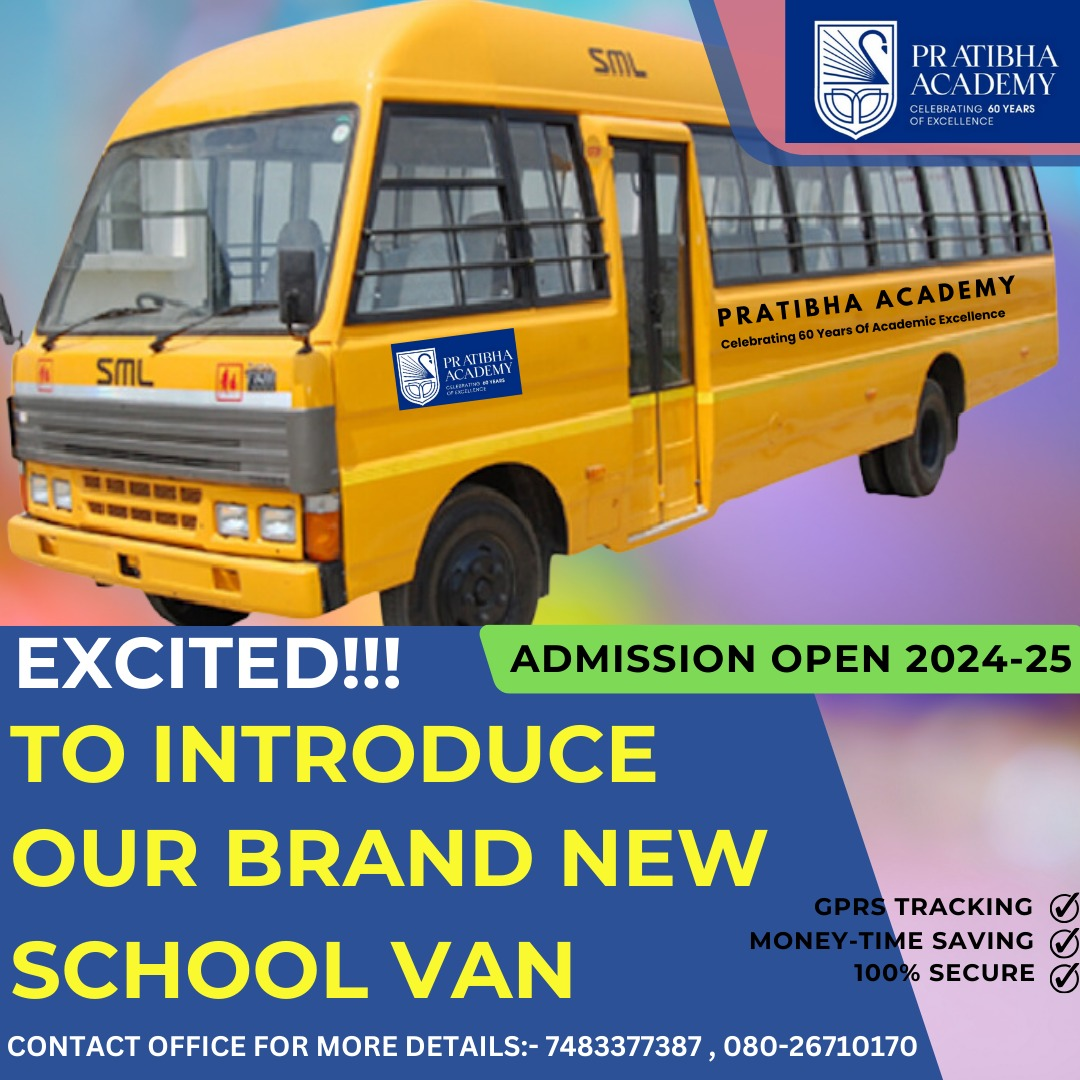 SML
PRATIBHA
ACADEMY
CELEBRATING 60 YEARS
OF EXCELLENCE
PRATIBHA ACADEMY
Celebrating 60 Years Of Academic Excellence
PRATIBHA
ACADEMY
CELEBRATING 60 YEARS
OF EXCELLENCE
SML
EXCITED!!!
ADMISSION OPEN 2024-25
TO INTRODUCE
OUR BRAND NEW
SCHOOL VAN
GPRS TRACKING
MONEY-TIME SAVING
100% SECURE
CONTACT OFFICE FOR MORE DETAILS:- 7483377387 , 080-26710170